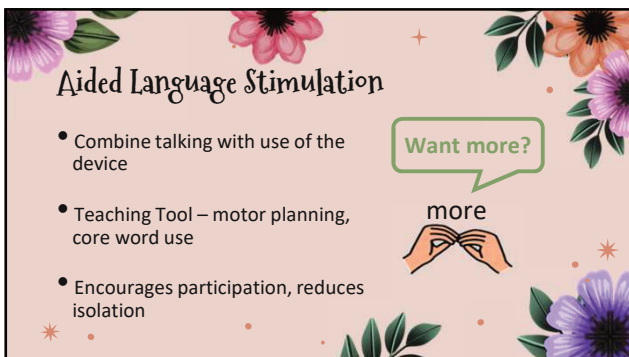 Aided Language Stimulation
• Combine talking with use of the
device
• Teaching Tool – motor planning,
core word use
• Encourages participation, reduces
isolation
Want more?
more